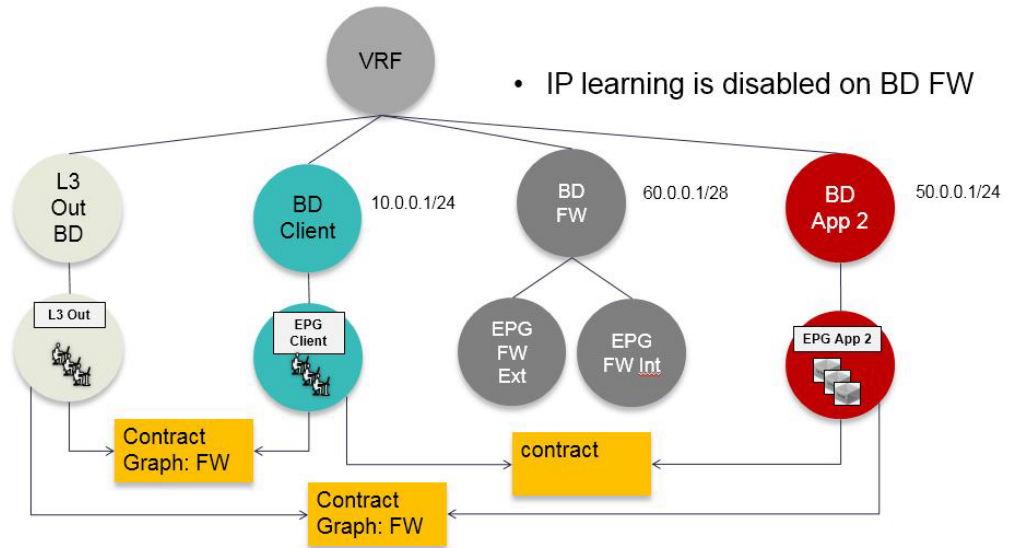 VRF
• IP learning is disabled on BD FW
L3
Out
BD
BD
Client
10.0.0.1/24
BD
FW
60.0.0.1/28
BD
App 2
50.0.0.1/24
L3 Out
EPG
Client
EPG
FW
Ext
EPG
FW Int
EPG App 2
Contract
Graph: FW
contract
Contract
Graph: FW